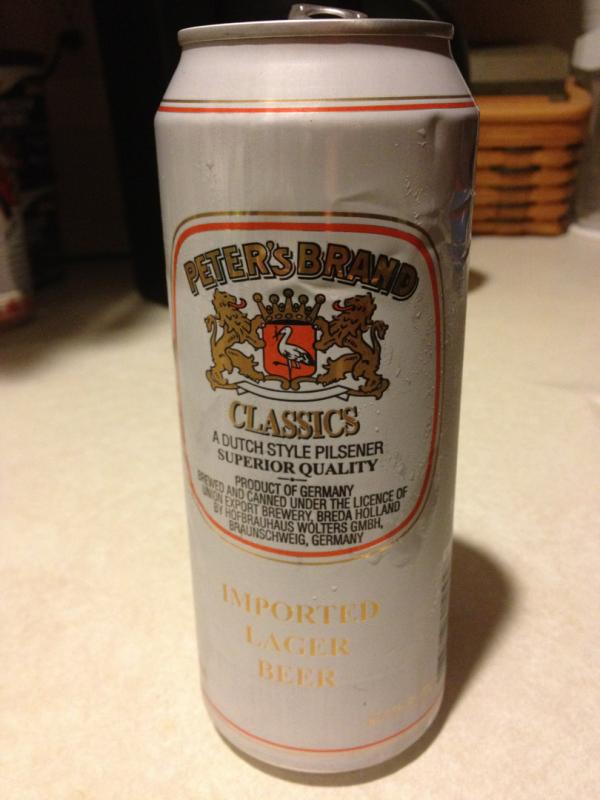 PETER'S BRAND
CLASSICS
A DUTCH STYLE PILSENER
SUPERIOR QUALITY
PRODUCT OF GERMANY
BREWED AND CANNED UNDER THE LICENCE OF
UNION EXPORT BREWERY, BREDA HOLLAND
BY HOFBRAUHAUS WOLTERS GMBH,
BRAUNSCHWEIG, GERMANY
IMPORTED
LAGER
BEER